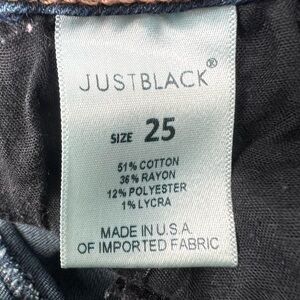 JUSTBLACK®
SIZE 25
51% COTTON
36% RAYON
12% POLYESTER
1% LYCRA
MADE IN U.S.A.
OF IMPORTED FABRIC